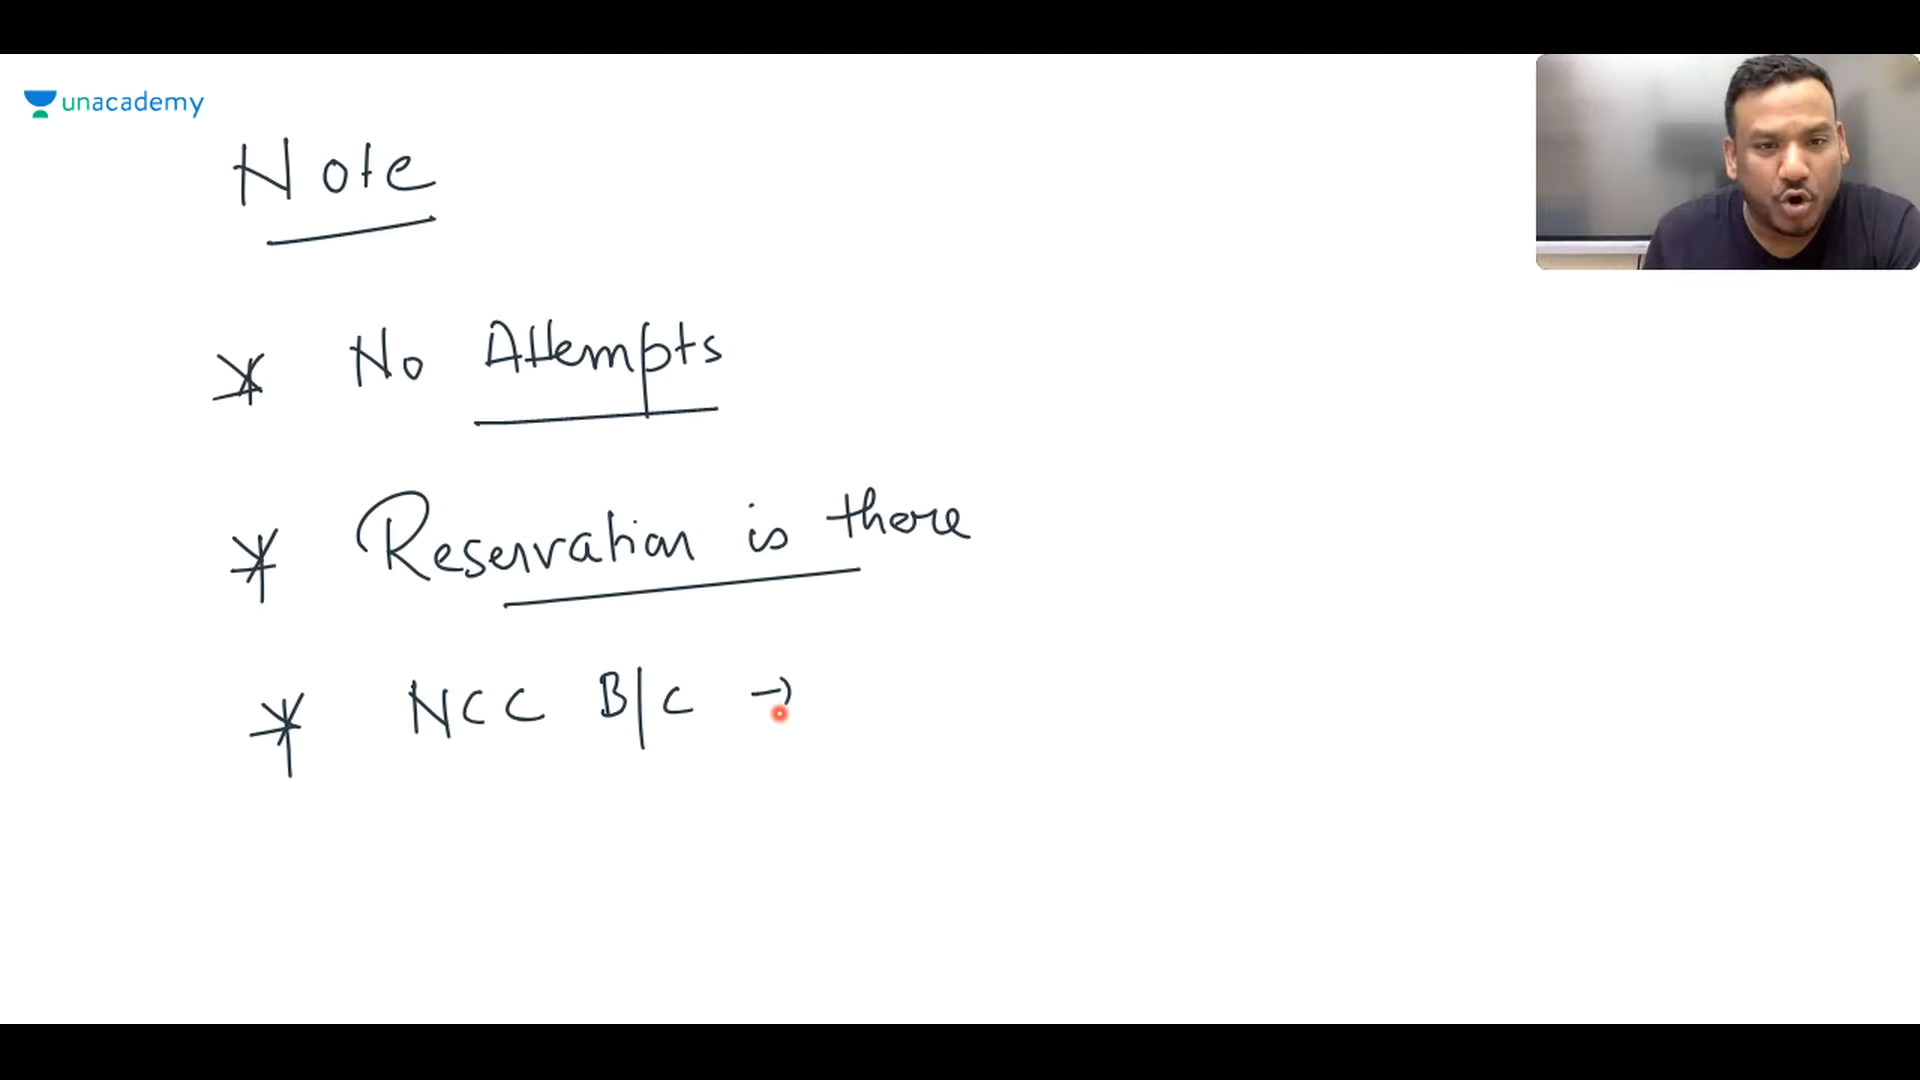 unacademy
Note
* No Attempts
* Reservation is there
* NCC B/C →